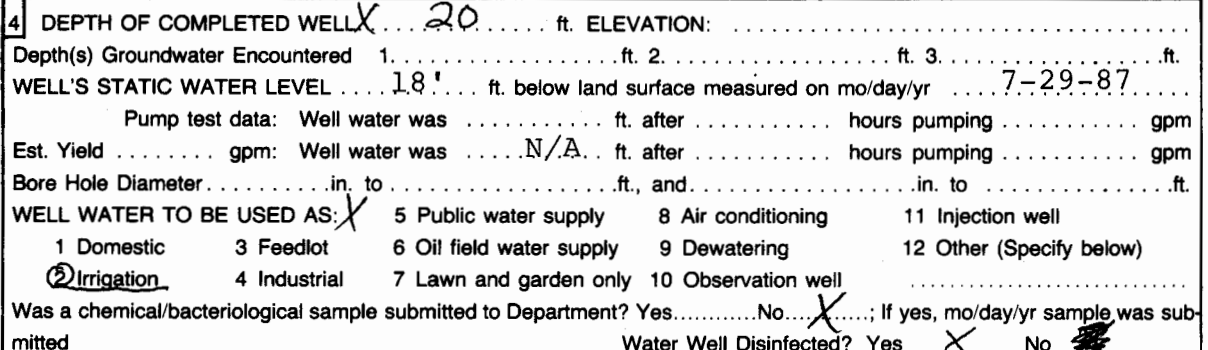 4 DEPTH OF COMPLETED WELL X .... 20 ...... ft. ELEVATION: ..........................................
Depth(s) Groundwater Encountered 1. .................... ft. 2. .................... ft. 3. .................... ft.
WELL'S STATIC WATER LEVEL .... 18' .... ft. below land surface measured on mo/day/yr .... 7-29-87 ......
Pump test data: Well water was ........... ft. after ........... hours pumping ........... gpm
Est. Yield ........ gpm: Well water was ..... N/A .. ft. after ........... hours pumping ........... gpm
Bore Hole Diameter ........... in. to .................... ft., and .................... in. to .................. ft.
WELL WATER TO BE USED AS: X 5 Public water supply 8 Air conditioning 11 Injection well
1 Domestic 3 Feedlot 6 Oil field water supply 9 Dewatering 12 Other (Specify below)
2 Irrigation 4 Industrial 7 Lawn and garden only 10 Observation well ..........................
Was a chemical/bacteriological sample submitted to Department? Yes ........... No .... X .....; If yes, mo/day/yr sample was sub-
mitted Water Well Disinfected? Yes X No